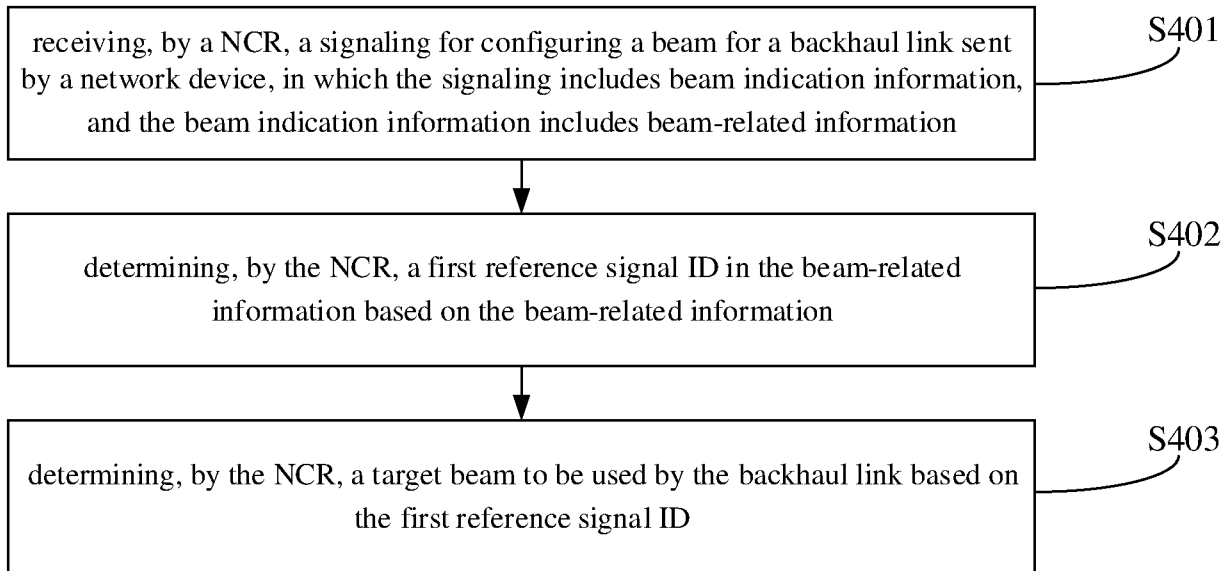 receiving, by a NCR, a signaling for configuring a beam for a backhaul link sent
by a network device, in which the signaling includes beam indication information,
and the beam indication information includes beam-related information
S401
determining, by the NCR, a first reference signal ID in the beam-related
information based on the beam-related information
S402
determining, by the NCR, a target beam to be used by the backhaul link based on
the first reference signal ID
S403